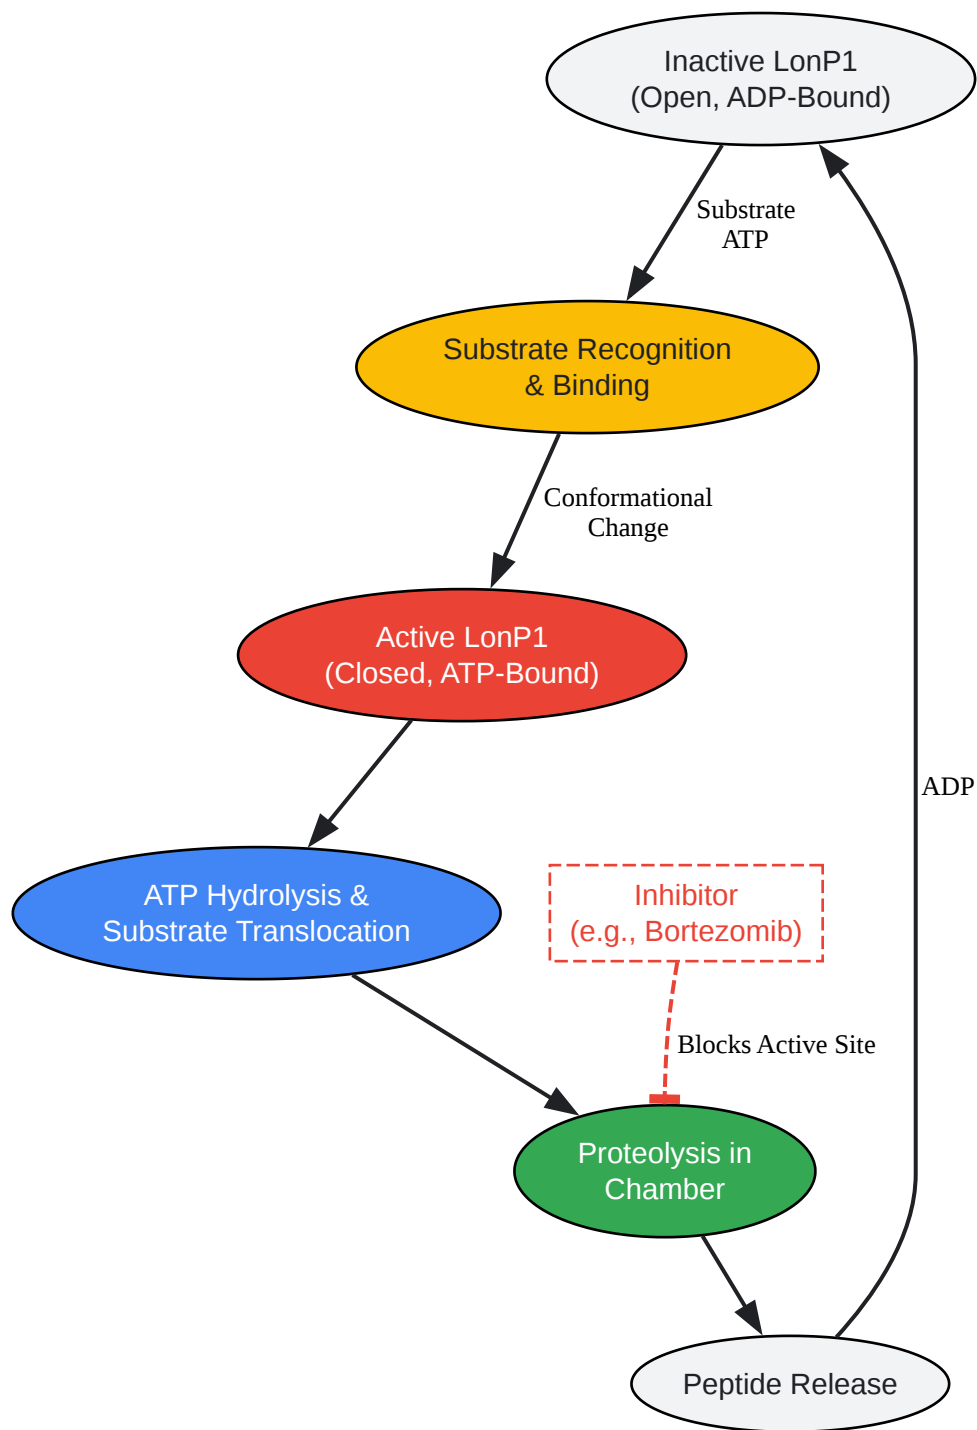 Inactive LonP1
(Open, ADP-Bound)
Substrate
ATP
Substrate Recognition
& Binding
Conformational
Change
Active LonP1
(Closed, ATP-Bound)
ADP
ATP Hydrolysis &
Substrate Translocation
Inhibitor
(e.g., Bortezomib)
Blocks Active Site
Proteolysis in
Chamber
Peptide Release